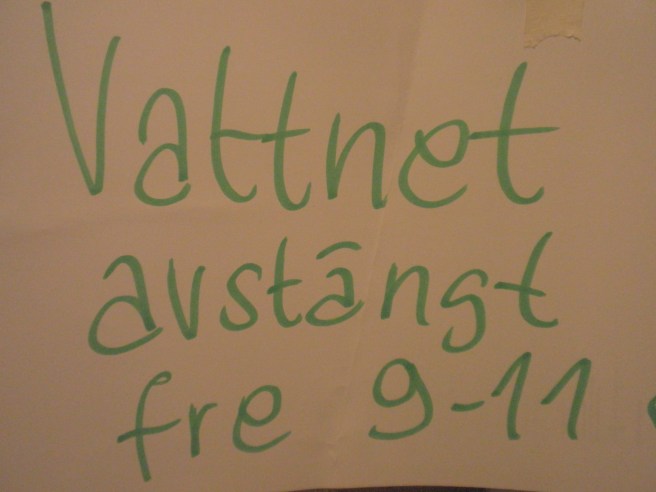 Vattnet
avstängt
fre 9-11